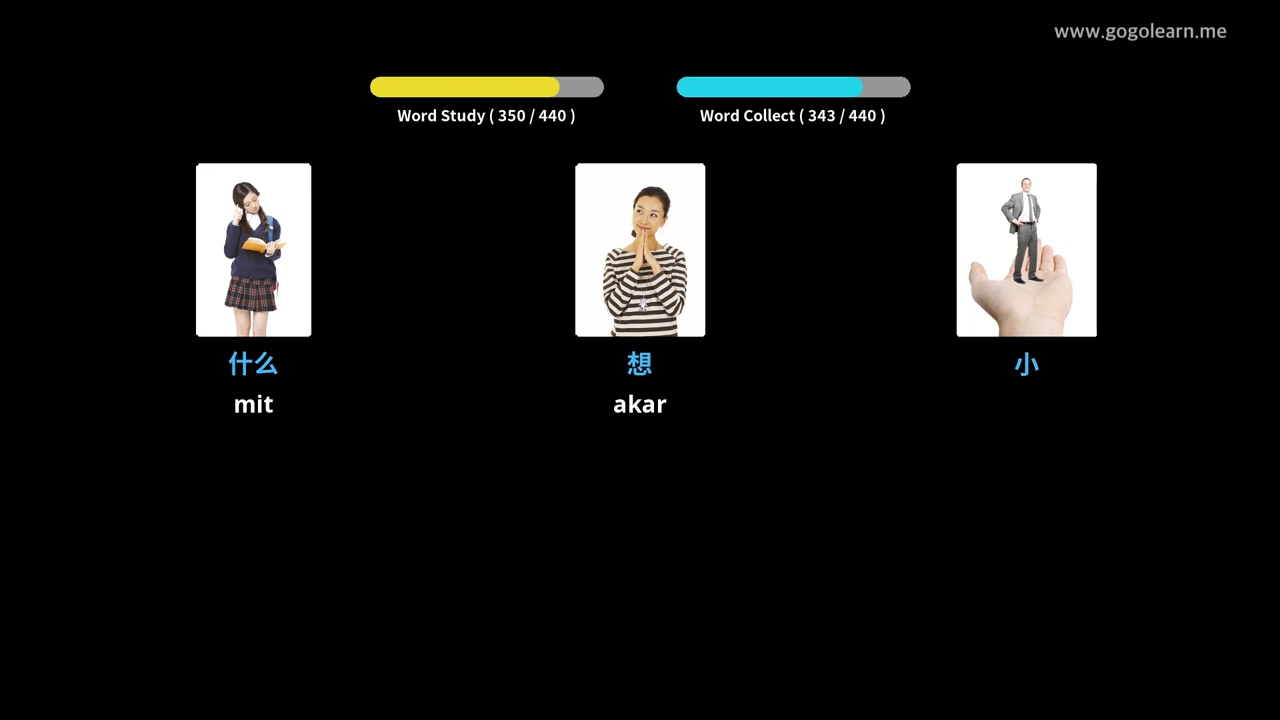 www.gogolearn.me
Word Study ( 350 / 440 )
Word Collect ( 343 / 440 )
什么
想
小
mit
akar